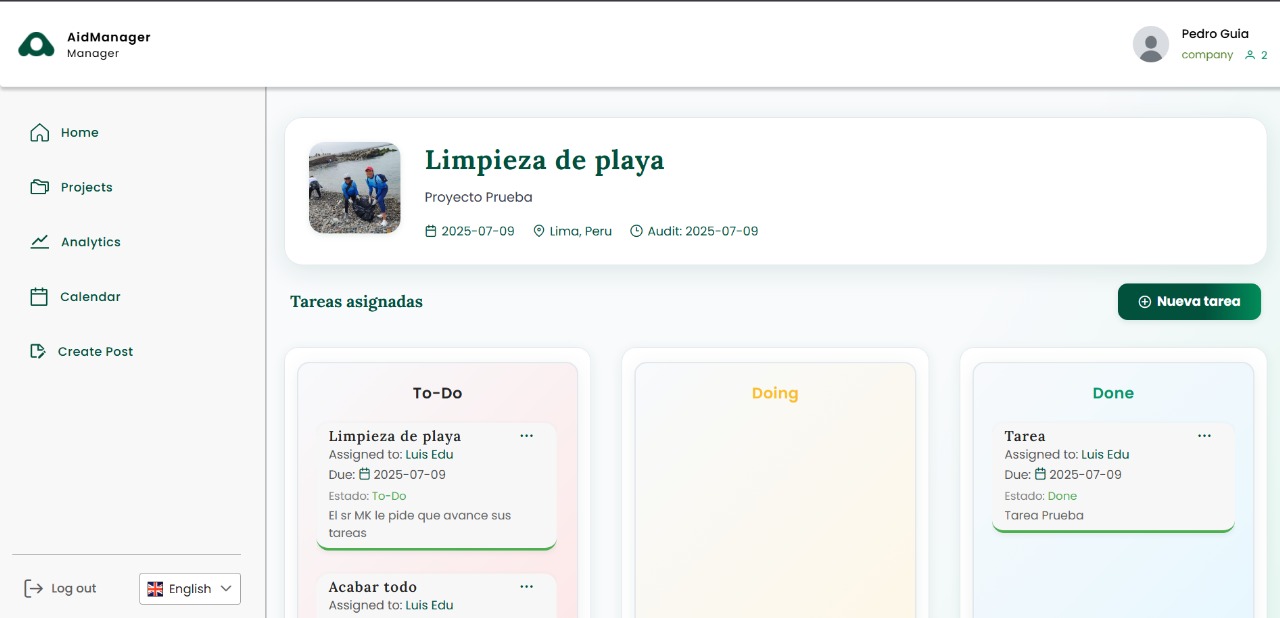 AidManager
Manager
Pedro Guia
company 2
Home
Projects
Analytics
Calendar
Create Post
Log out
English
Limpieza de playa
Proyecto Prueba
2025-07-09 Lima, Peru Audit: 2025-07-09
Tareas asignadas
Nueva tarea
To-Do
Limpieza de playa ...
Assigned to: Luis Edu
Due: 2025-07-09
Estado: To-Do
El sr MK le pide que avance sus
tareas
Acabar todo ...
Assigned to: Luis Edu
Doing
Done
Tarea ...
Assigned to: Luis Edu
Due: 2025-07-09
Estado: Done
Tarea Prueba